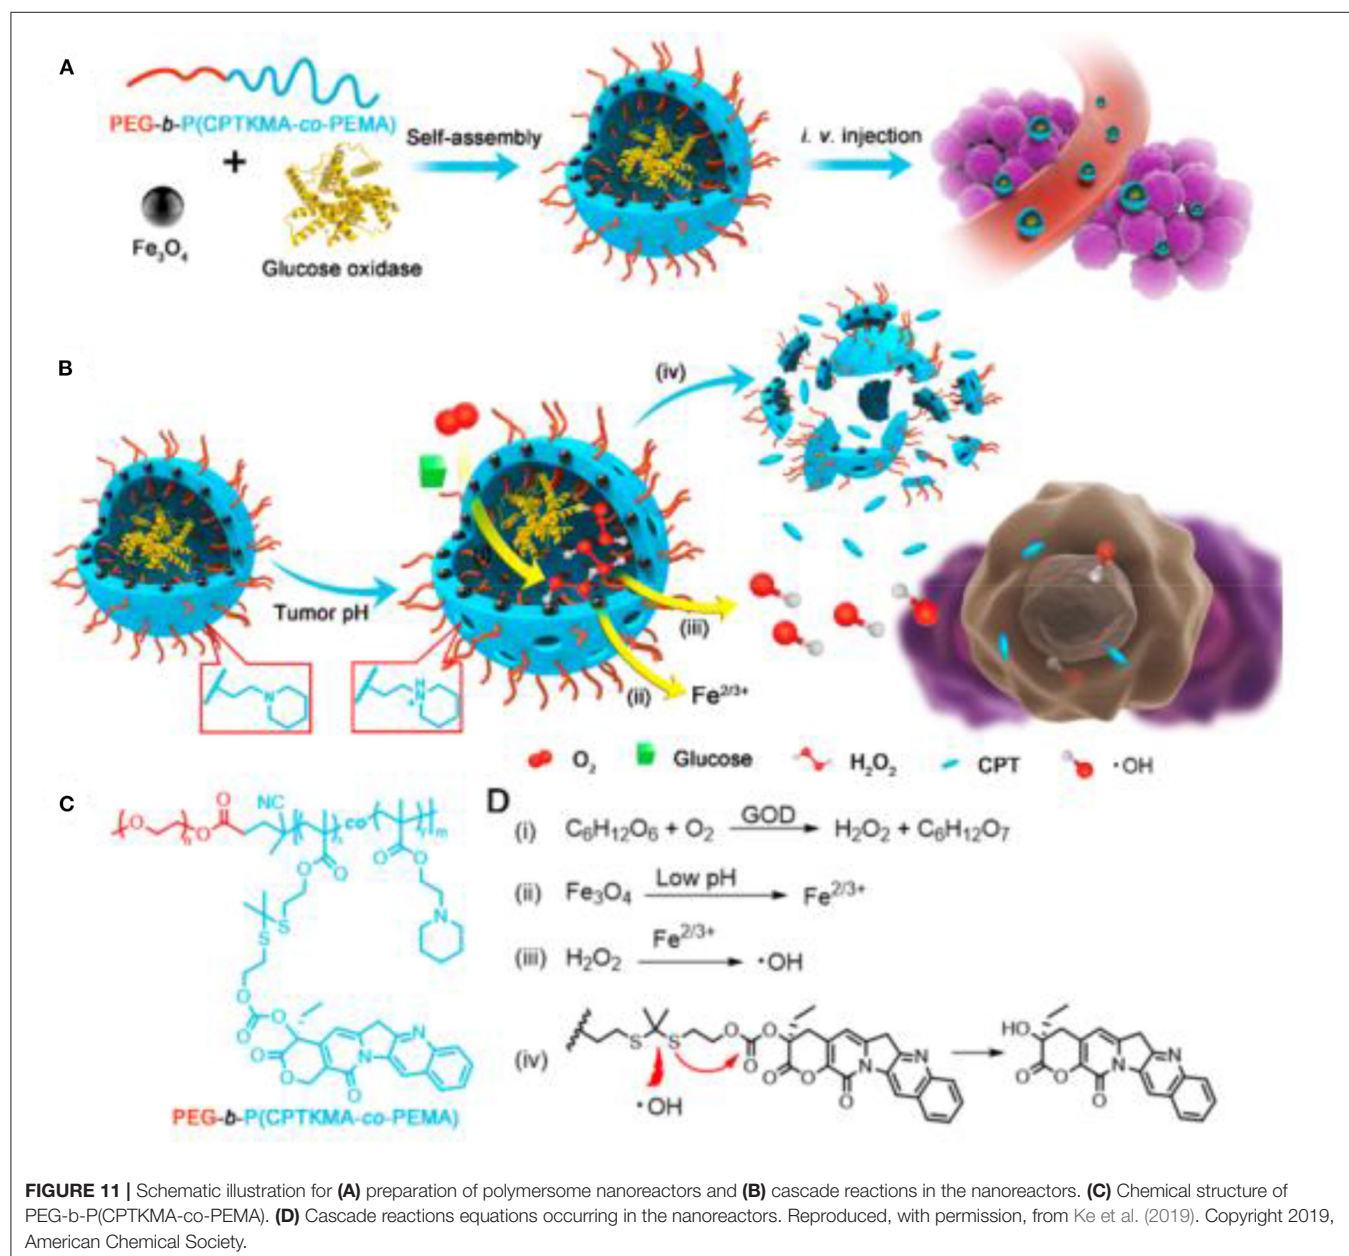 A
PEG-b-P(CPTKMA-co-PEMA)
+
Fe₃O₄
Glucose oxidase
Self-assembly
i. v. injection
B
Tumor pH
N
H
N
+
(iv)
(iii)
(ii)
Fe²/³⁺
O₂
Glucose
H₂O₂
CPT
·OH
C
O
n
O
O
NC
n
co
r
m
O
O
O
O
S
S
N
O
O
O
O
O
O
N
N
O
PEG-b-P(CPTKMA-co-PEMA)
D
(i) C₆H₁₂O₆ + O₂ GOD H₂O₂ + C₆H₁₂O₇
(ii) Fe₃O₄ Low pH Fe²/³⁺
(iii) H₂O₂ Fe²/³⁺ ·OH
(iv)
S
S
O
O
O
O
O
N
N
O
·OH
HO
O
O
N
N
O
FIGURE 11 | Schematic illustration for (A) preparation of polymersome nanoreactors and (B) cascade reactions in the nanoreactors. (C) Chemical structure of
PEG-b-P(CPTKMA-co-PEMA). (D) Cascade reactions equations occurring in the nanoreactors. Reproduced, with permission, from Ke et al. (2019). Copyright 2019,
American Chemical Society.